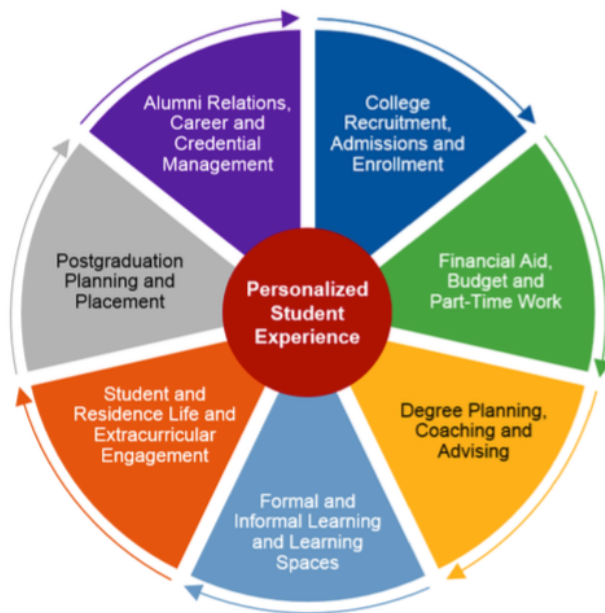 Alumni Relations,
Career and
Credential
Management
College
Recruitment,
Admissions and
Enrollment
Postgraduation
Planning and
Placement
Personalized
Student
Experience
Financial Aid,
Budget and
Part-Time Work
Student and
Residence Life and
Extracurricular
Engagement
Degree Planning,
Coaching and
Advising
Formal and
Informal Learning
and Learning
Spaces